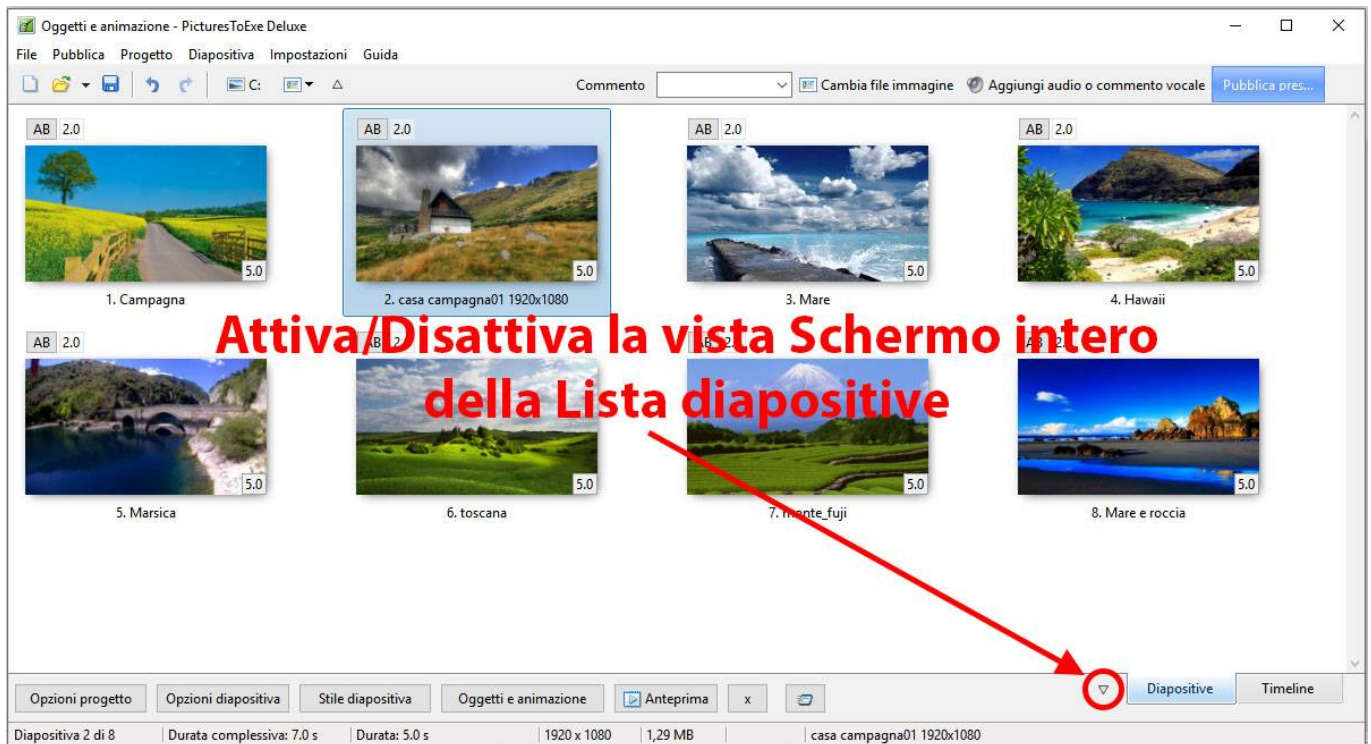 Oggetti e animazione - PicturesToExe Deluxe
File Pubblica Progetto Diapositiva Impostazioni Guida
C: Commento Cambia file immagine Aggiungi audio o commento vocale Pubblica pres...
AB 2.0 AB 2.0 AB 2.0 AB 2.0
5.0 5.0 5.0 5.0
1. Campagna 2. casa campagna01 1920x1080 3. Mare 4. Hawaii
Attiva/Disattiva la vista Schermo intero
della Lista diapositive
AB 2.0
5.0 5.0 5.0 5.0
5. Marsica 6. toscana 7. monte_fuji 8. Mare e roccia
Opzioni progetto Opzioni diapositiva Stile diapositiva Oggetti e animazione Anteprima x Diapositive Timeline
Diapositiva 2 di 8 Durata complessiva: 7.0 s Durata: 5.0 s 1920 x 1080 1,29 MB casa campagna01 1920x1080